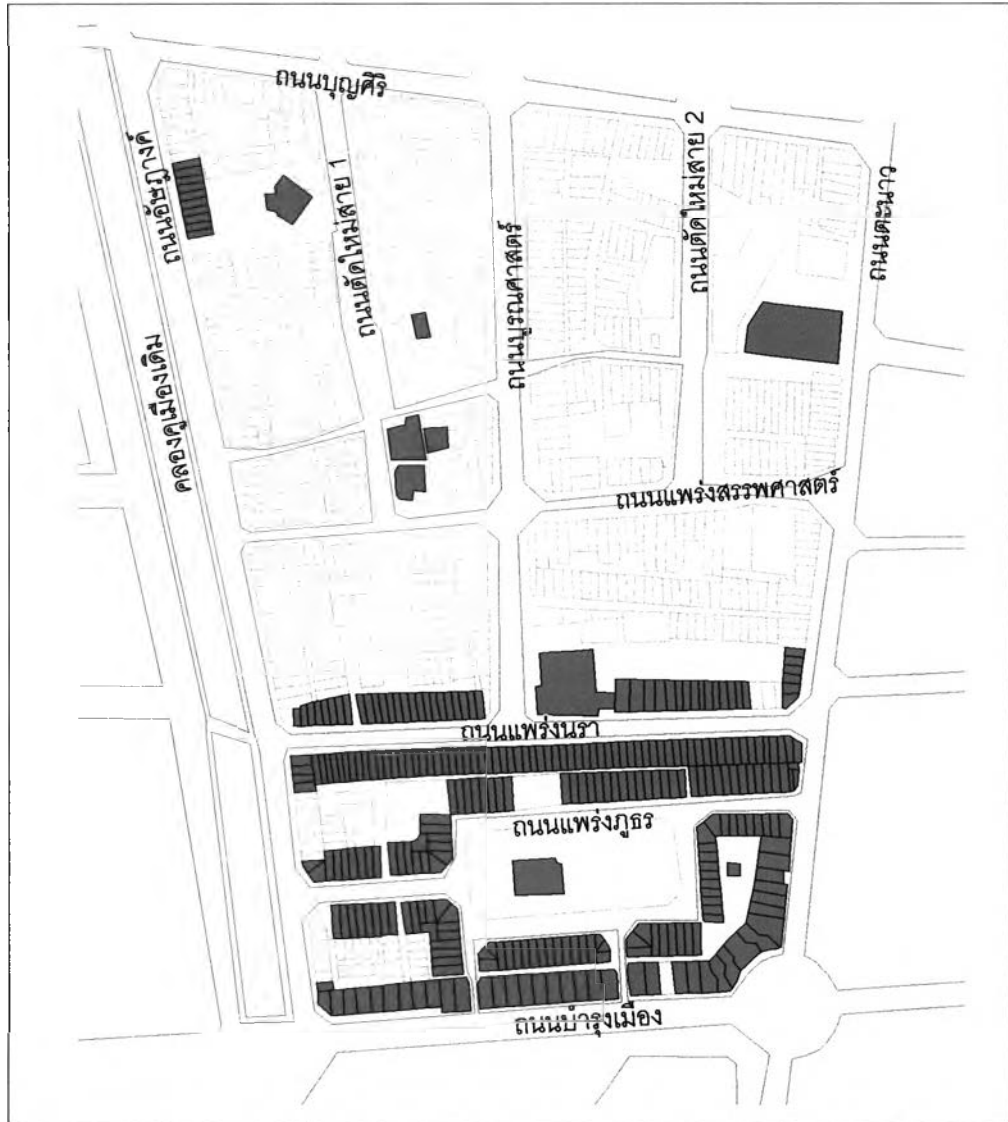 ถนนบุญศิริ
ถนนอัษฎางค์
ถนนตัดใหม่สาย 1
ถนนบูรณศาสตร์
ถนนตัดใหม่สาย 2
ถนนตะนาว
คลองคูเมืองเดิม
ถนนแพร่งสรรพศาสตร์
ถนนแพร่งนรา
ถนนแพร่งภูธร
ถนนบำรุงเมือง